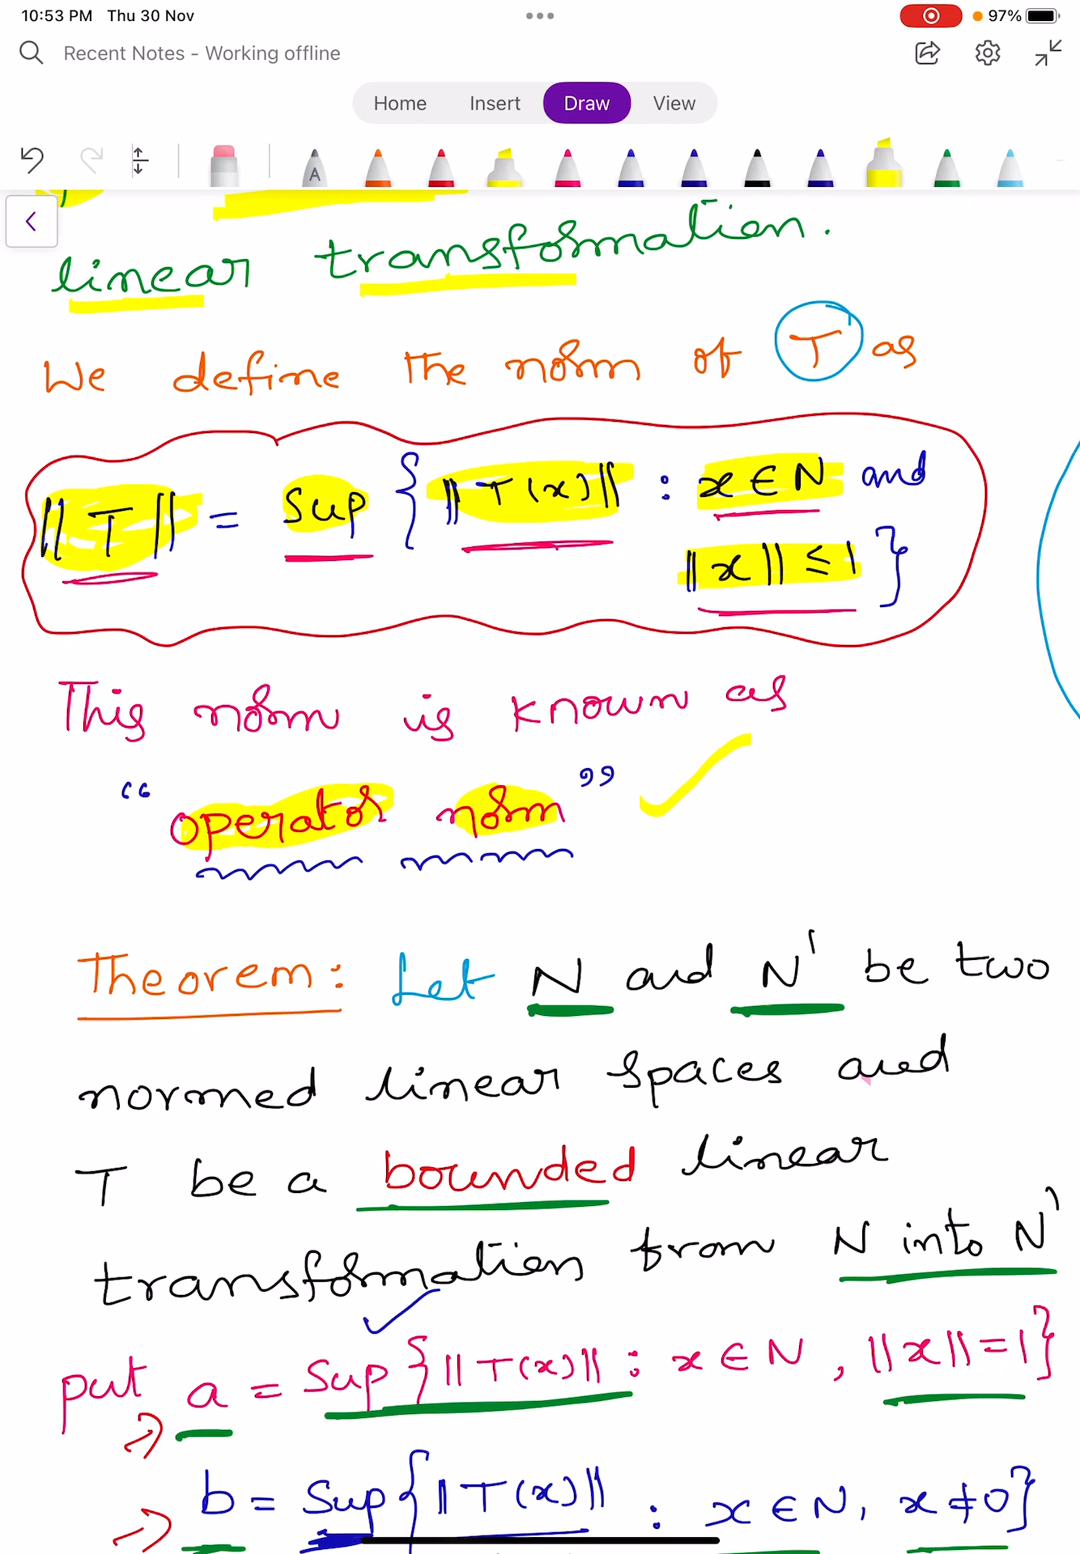 10:53 PM Thu 30 Nov
97%
Recent Notes - Working offline
Home Insert Draw View
A
linear transformation.
We define the norm of T as
||T|| = Sup { ||T(x)|| : x ∈ N and
||x|| ≤ 1 }
This norm is known as
“operator norm”
Theorem: Let N and N' be two
normed linear spaces and
T be a bounded linear
transformation from N into N'
put a = Sup { ||T(x)|| : x ∈ N, ||x|| = 1 }
b = Sup { ||T(x)|| : x ∈ N, x ≠ 0 }